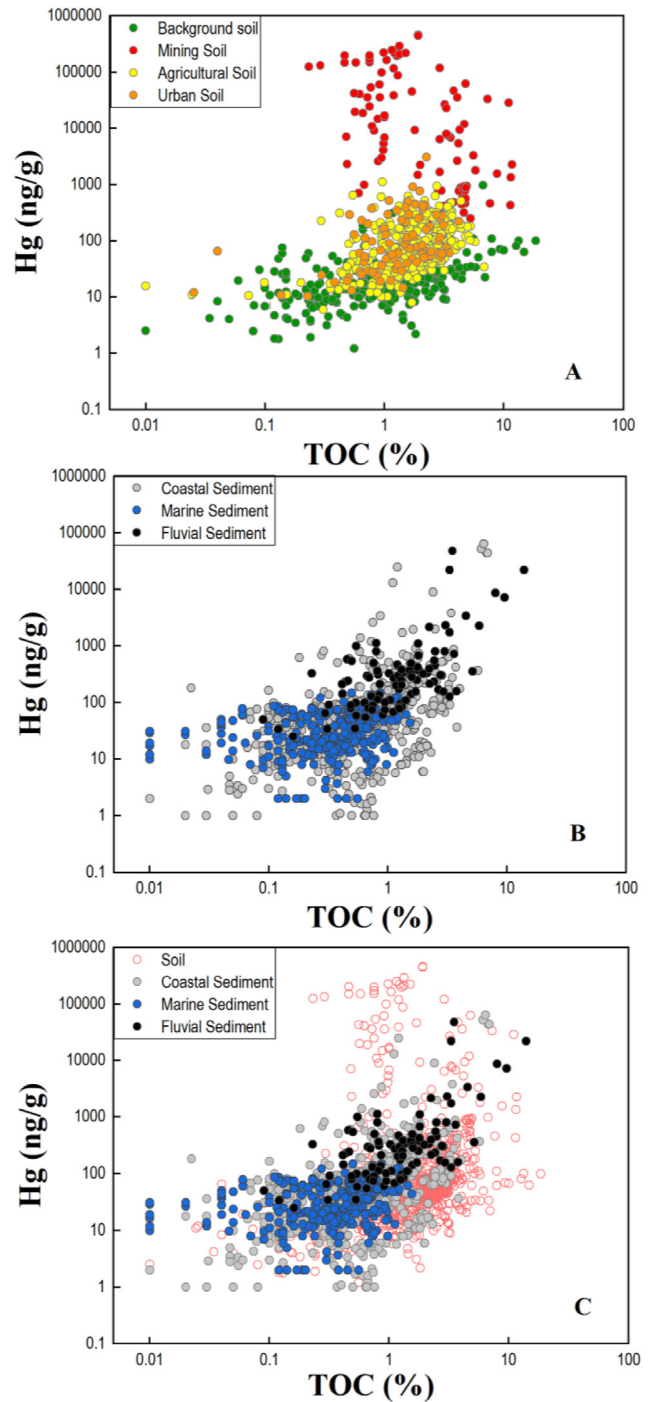 1000000
100000
10000
1000
100
10
1
0.1
Hg (ng/g)
Background soil
Mining Soil
Agricultural Soil
Urban Soil
A
0.01 0.1 1 10 100
TOC (%)
1000000
100000
10000
1000
100
10
1
0.1
Hg (ng/g)
Coastal Sediment
Marine Sediment
Fluvial Sediment
B
0.01 0.1 1 10 100
TOC (%)
1000000
100000
10000
1000
100
10
1
0.1
Hg (ng/g)
Soil
Coastal Sediment
Marine Sediment
Fluvial Sediment
C
0.01 0.1 1 10 100
TOC (%)